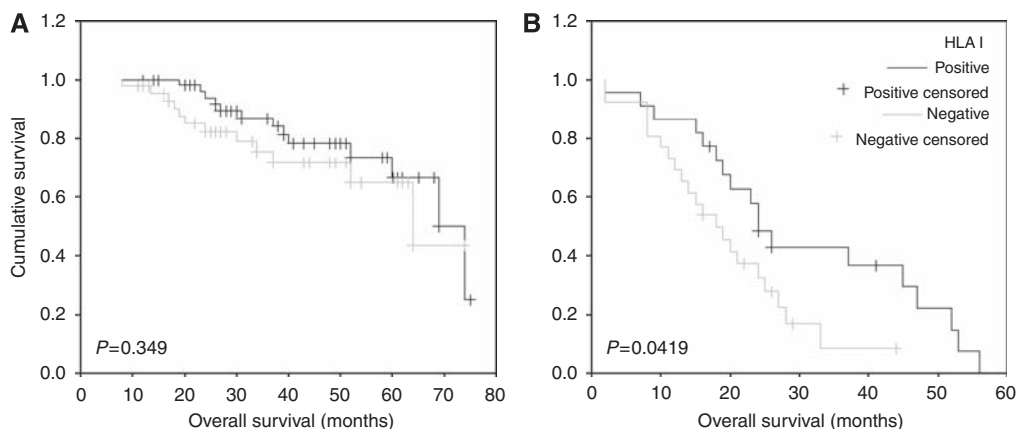 A
1.2
1.0
0.8
0.6
0.4
0.2
0.0
Cumulative survival
P=0.349
0 10 20 30 40 50 60 70 80
Overall survival (months)
B
1.2
1.0
0.8
0.6
0.4
0.2
0.0
HLA I
Positive
Positive censored
Negative
Negative censored
P=0.0419
0 10 20 30 40 50 60
Overall survival (months)